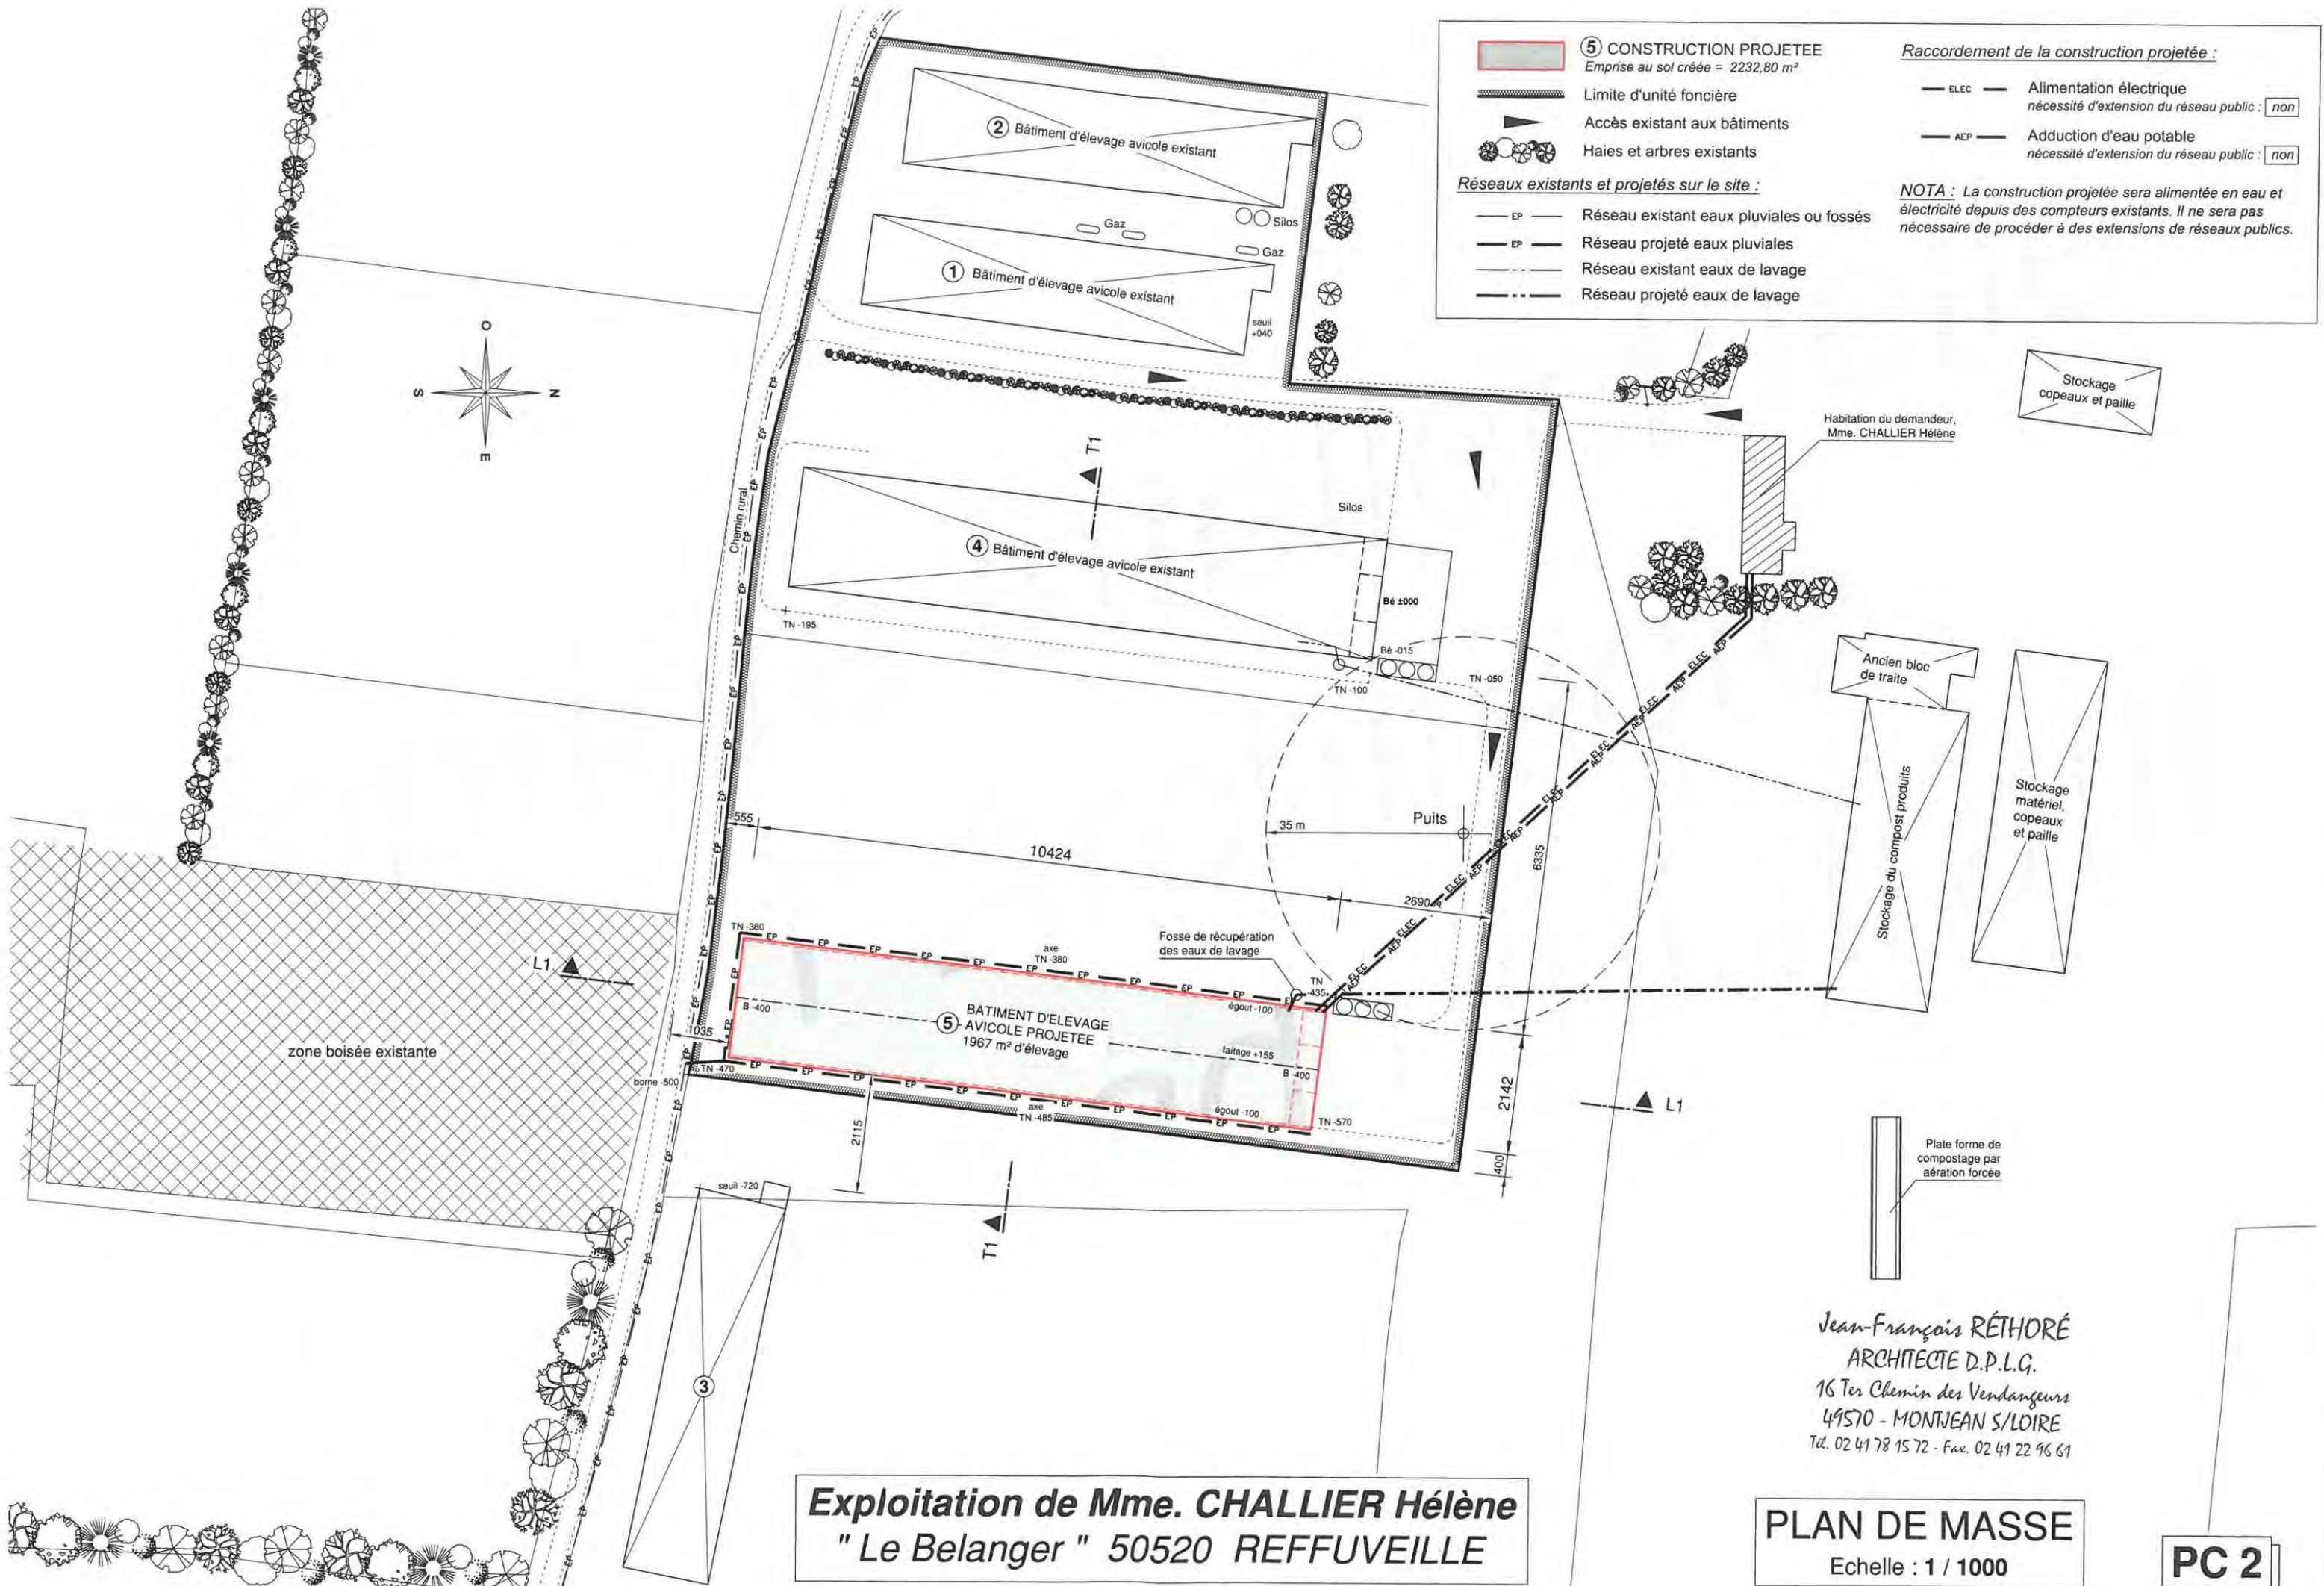 ⑤ CONSTRUCTION PROJETEE
Emprise au sol créée = 2232,80 m²
Limite d'unité foncière
Accès existant aux bâtiments
Haies et arbres existants
Réseaux existants et projetés sur le site :
EP Réseau existant eaux pluviales ou fossés
EP Réseau projeté eaux pluviales
Réseau existant eaux de lavage
Réseau projeté eaux de lavage
Raccordement de la construction projetée :
ELEC Alimentation électrique
nécessité d'extension du réseau public : non
AEP Adduction d'eau potable
nécessité d'extension du réseau public : non
NOTA : La construction projetée sera alimentée en eau et
électricité depuis des compteurs existants. Il ne sera pas
nécessaire de procéder à des extensions de réseaux publics.
② Bâtiment d'élevage avicole existant
Silos
Gaz
Gaz
① Bâtiment d'élevage avicole existant
seuil
+040
O
S
N
E
Chemin rural
T1
Silos
④ Bâtiment d'élevage avicole existant
Bé ±000
Bé -015
TN -195
TN -100
TN -050
Stockage
copeaux et paille
Habitation du demandeur,
Mme. CHALLIER Hélène
Ancien bloc
de traite
Stockage du compost produits
Stockage
matériel,
copeaux
et paille
ELEC
AEP
Puits
35 m
555
10424
2690
6335
2142
400
Fosse de récupération
des eaux de lavage
TN -380
axe
TN -380
TN
-435
égout -100
B -400
⑤ BATIMENT D'ELEVAGE
AVICOLE PROJETEE
1967 m² d'élevage
faitage +155
B -400
égout -100
TN -570
TN -470
axe
TN -485
1035
borne -500
2115
L1
L1
zone boisée existante
seuil -720
T1
③
Plate forme de
compostage par
aération forcée
Jean-François RÉTHORÉ
ARCHITECTE D.P.L.G.
16 Ter Chemin des Vendangeurs
49570 - MONTJEAN S/LOIRE
Tél. 02 41 78 15 72 - Fax. 02 41 22 96 61
Exploitation de Mme. CHALLIER Hélène
" Le Belanger " 50520 REFFUVEILLE
PLAN DE MASSE
Echelle : 1 / 1000
PC 2